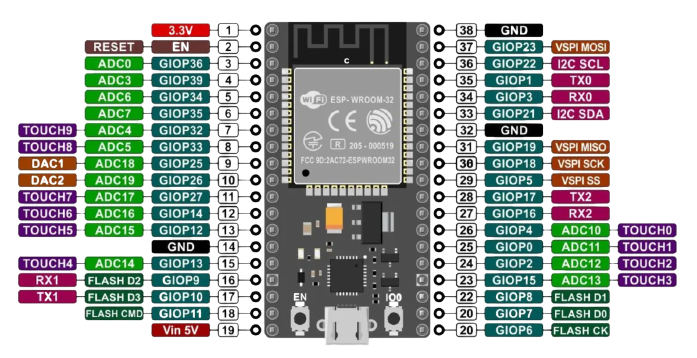 3.3V 1 38 GND
RESET EN 2 37 GIOP23 VSPI MOSI
ADC0 GIOP36 3 36 GIOP22 I2C SCL
ADC3 GIOP39 4 35 GIOP1 TX0
ADC6 GIOP34 5 34 GIOP3 RX0
ADC7 GIOP35 6 33 GIOP21 I2C SDA
TOUCH9 ADC4 GIOP32 7 32 GND
TOUCH8 ADC5 GIOP33 8 31 GIOP19 VSPI MISO
DAC1 ADC18 GIOP25 9 30 GIOP18 VSPI SCK
DAC2 ADC19 GIOP26 10 29 GIOP5 VSPI SS
TOUCH7 ADC17 GIOP27 11 28 GIOP17 TX2
TOUCH6 ADC16 GIOP14 12 27 GIOP16 RX2
TOUCH5 ADC15 GIOP12 13 26 GIOP4 ADC10 TOUCH0
GND 14 25 GIOP0 ADC11 TOUCH1
TOUCH4 ADC14 GIOP13 15 24 GIOP2 ADC12 TOUCH2
RX1 FLASH D2 GIOP9 16 23 GIOP15 ADC13 TOUCH3
TX1 FLASH D3 GIOP10 17 22 GIOP8 FLASH D1
FLASH CMD GIOP11 18 20 GIOP7 FLASH D0
Vin 5V 19 20 GIOP6 FLASH CK
C
WiFi ESP-WROOM-32
CE
R 205-000519
FCC 9D:2AC72-ESPWROOM32
EN IO0